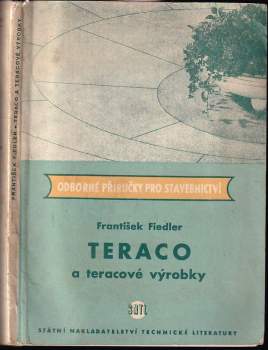 FRANTIŠEK FIEDLER • TERACO A TERACOVÉ VÝROBKY
ODBORNÉ PŘÍRUČKY PRO STAVEBNICTVÍ
František Fiedler
TERACO
a teracové výrobky
SNTL
STÁTNÍ NAKLADATELSTVÍ TECHNICKÉ LITERATURY